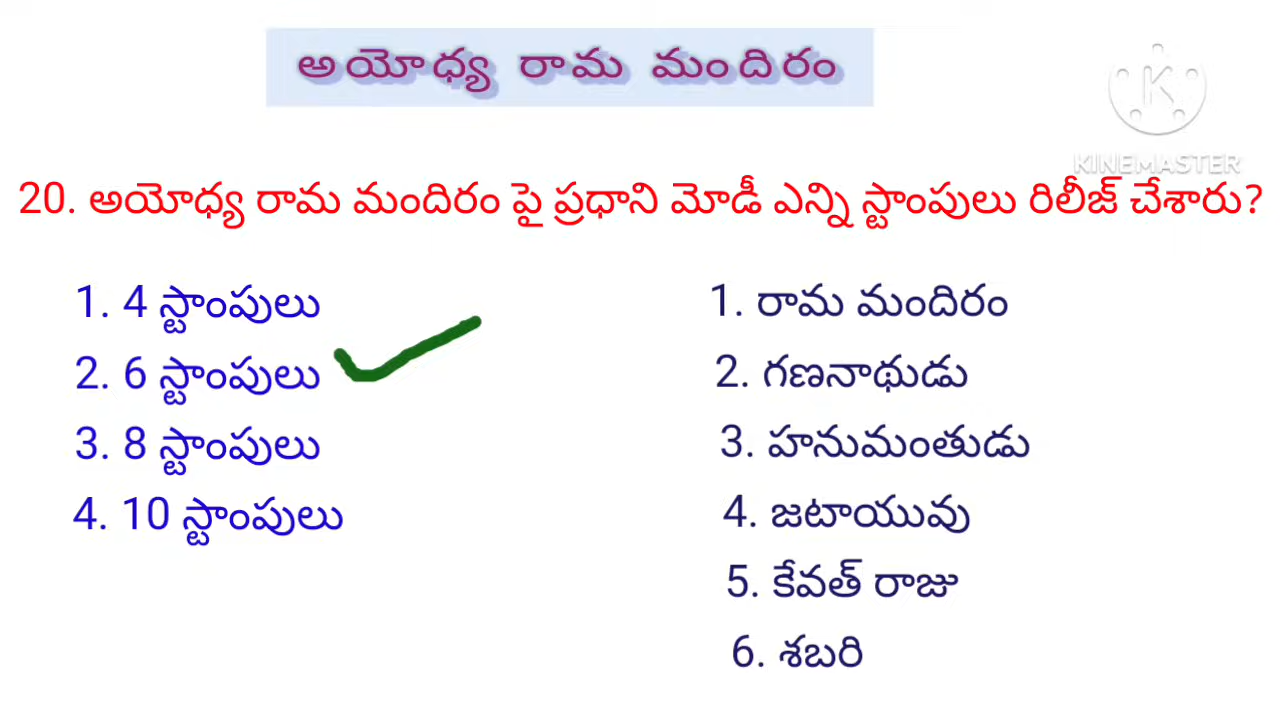 అయోధ్య రామ మందిరం
KINEMASTER
20. అయోధ్య రామ మందిరం పై ప్రధాని మోడీ ఎన్ని స్టాంపులు రిలీజ్ చేశారు?
1. 4 స్టాంపులు
2. 6 స్టాంపులు
3. 8 స్టాంపులు
4. 10 స్టాంపులు
1. రామ మందిరం
2. గణనాథుడు
3. హనుమంతుడు
4. జటాయువు
5. కేవత్ రాజు
6. శబరి